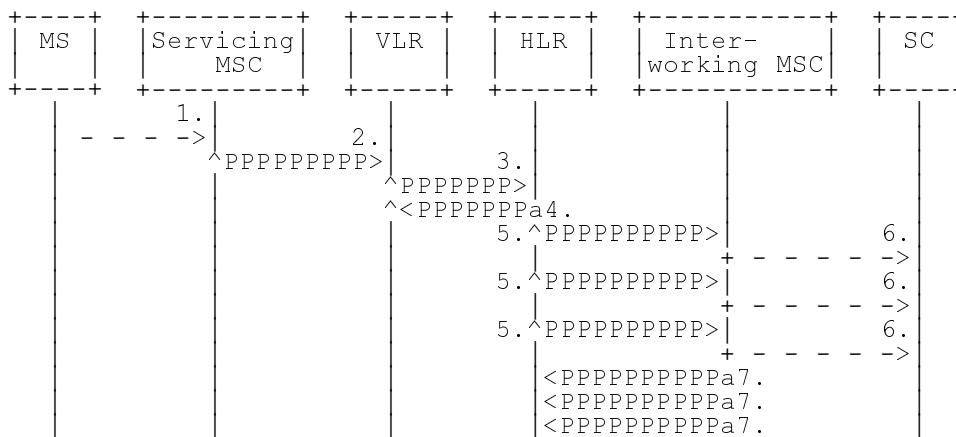 +----+  +---------+  +-----+  +-----+  +-----------+  +----
| MS |  |Servicing|  | VLR |  | HLR |  |  Inter-   |  | SC
|    |  |   MSC   |  |     |  |     |  |working MSC|  |
+----+  +---------+  +-----+  +-----+  +-----------+  +----
1.
- - - ->
2.
^PPPPPPPPP>
3.
^PPPPPPP>
^<PPPPPPPa4.
5.^PPPPPPPPPP> 6.
+ - - - - ->
5.^PPPPPPPPPP> 6.
+ - - - - ->
5.^PPPPPPPPPP> 6.
+ - - - - ->
<PPPPPPPPPPa7.
<PPPPPPPPPPa7.
<PPPPPPPPPPa7.